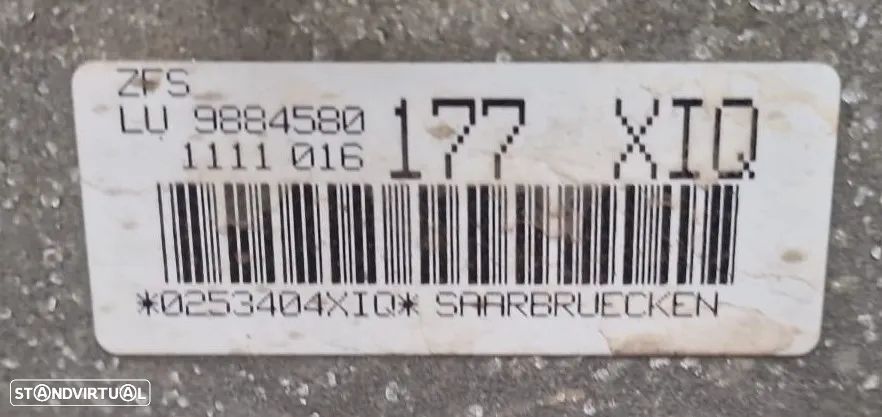 ZFS
LU 9884580
1111 016
177 XIQ
*0253404XIQ* SAARBRUECKEN
STANDVIRTUAL